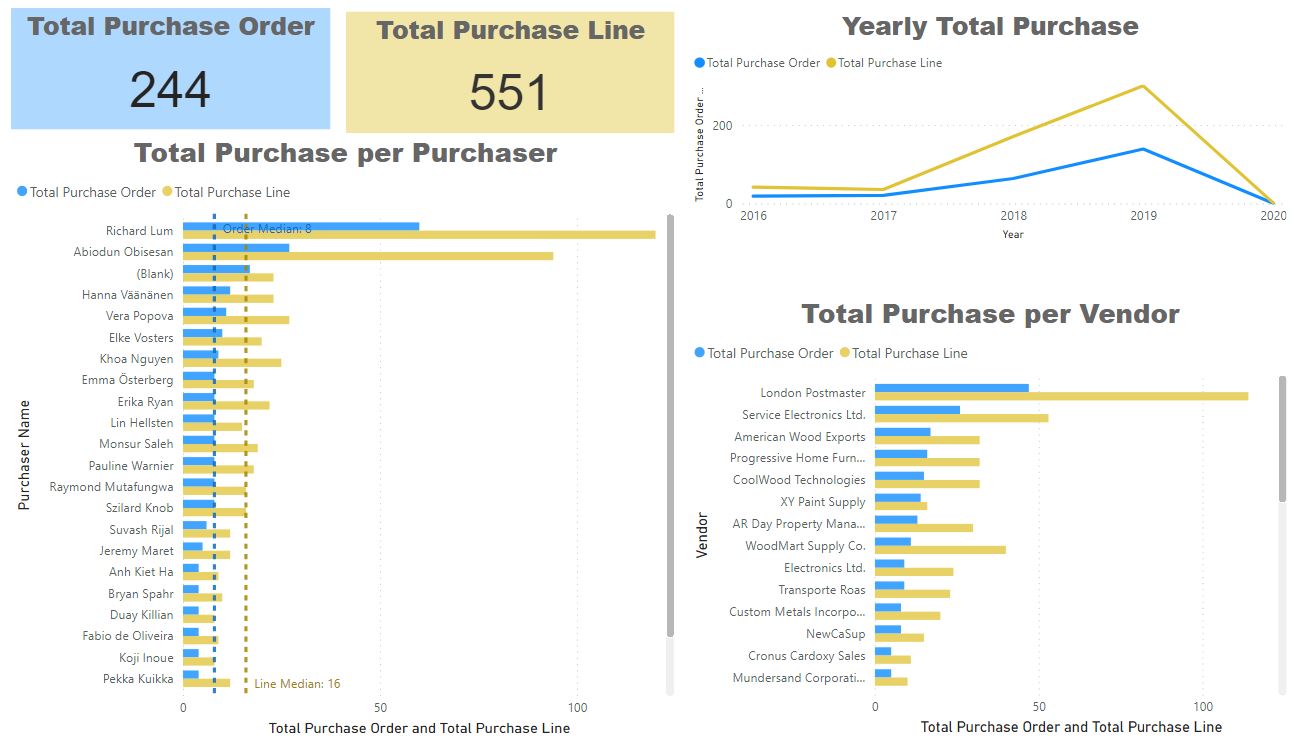 Total Purchase Order
244
Total Purchase Line
551
Total Purchase per Purchaser
Total Purchase Order Total Purchase Line
Purchaser Name
Richard Lum
Abiodun Obisesan
(Blank)
Hanna Väänänen
Vera Popova
Elke Vosters
Khoa Nguyen
Emma Österberg
Erika Ryan
Lin Hellsten
Monsur Saleh
Pauline Warnier
Raymond Mutafungwa
Szilard Knob
Suvash Rijal
Jeremy Maret
Anh Kiet Ha
Bryan Spahr
Duay Killian
Fabio de Oliveira
Koji Inoue
Pekka Kuikka
Order Median: 8
Line Median: 16
0 50 100
Total Purchase Order and Total Purchase Line
Yearly Total Purchase
Total Purchase Order Total Purchase Line
Total Purchase Order ...
200
0
2016 2017 2018 2019 2020
Year
Total Purchase per Vendor
Total Purchase Order Total Purchase Line
Vendor
London Postmaster
Service Electronics Ltd.
American Wood Exports
Progressive Home Furn...
CoolWood Technologies
XY Paint Supply
AR Day Property Mana...
WoodMart Supply Co.
Electronics Ltd.
Transporte Roas
Custom Metals Incorpo...
NewCaSup
Cronus Cardoxy Sales
Mundersand Corporati...
0 50 100
Total Purchase Order and Total Purchase Line